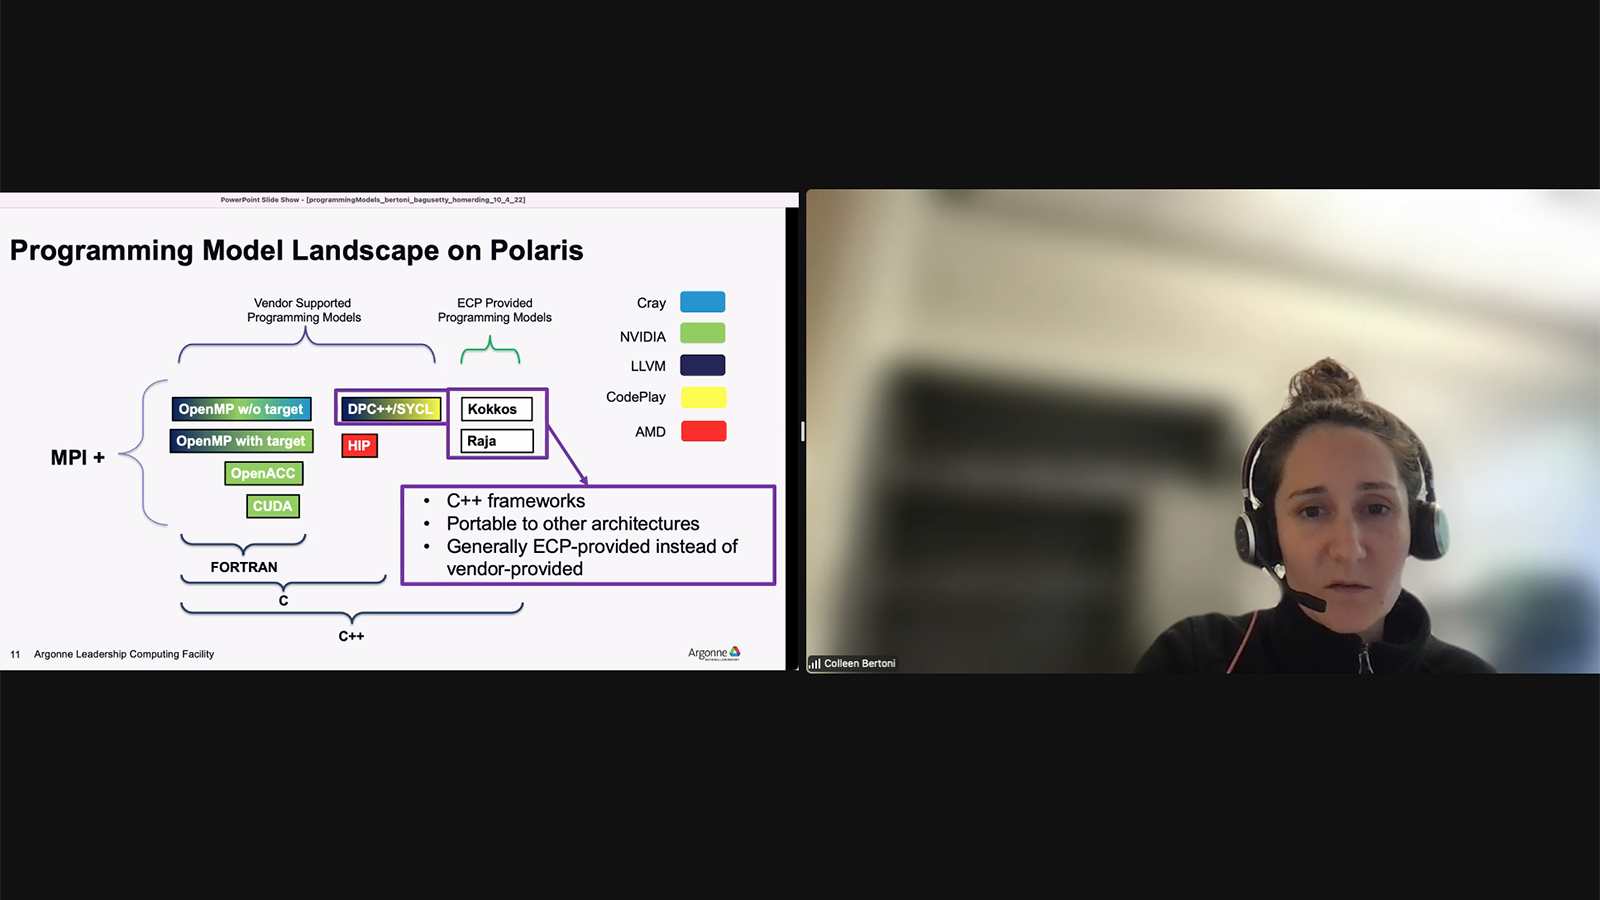 PowerPoint Slide Show - [programmingModels_bertoni_bagusetty_homerding_10_4_22]
Programming Model Landscape on Polaris
Vendor Supported
Programming Models
ECP Provided
Programming Models
Cray
NVIDIA
LLVM
CodePlay
AMD
MPI +
OpenMP w/o target
OpenMP with target
OpenACC
CUDA
DPC++/SYCL
HIP
Kokkos
Raja
• C++ frameworks
• Portable to other architectures
• Generally ECP-provided instead of
vendor-provided
FORTRAN
C
C++
11 Argonne Leadership Computing Facility
Argonne
Colleen Bertoni